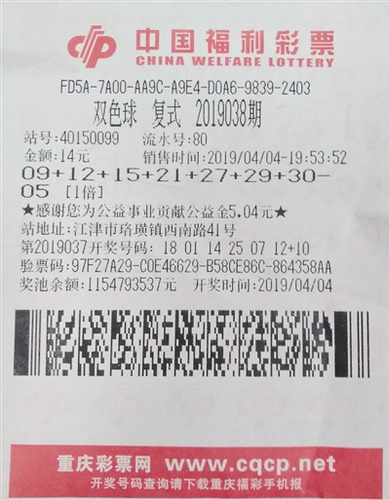 中国福利彩票
CHINA WELFARE LOTTERY
FD5A-7A00-AA9C-A9E4-D0A6-9839-2403
双色球 复式 2019038期
站号:40150099 流水号:80
金额:14元 销售时间:2019/04/04-19:53:52
09+12+15+21+27+29+30-
05 [1倍]
★感谢您为公益事业贡献公益金5.04元★
站地址:江津市珞璜镇西南路41号
第2019037开奖号码: 18 01 14 25 07 12+10
验票码:97F27A29-C0E46629-B58CE86C-864358AA
奖池余额:1154793537元 开奖时间:2019/04/04
重庆彩票网 www.cqcp.net
开奖号码查询请下载重庆福彩手机报